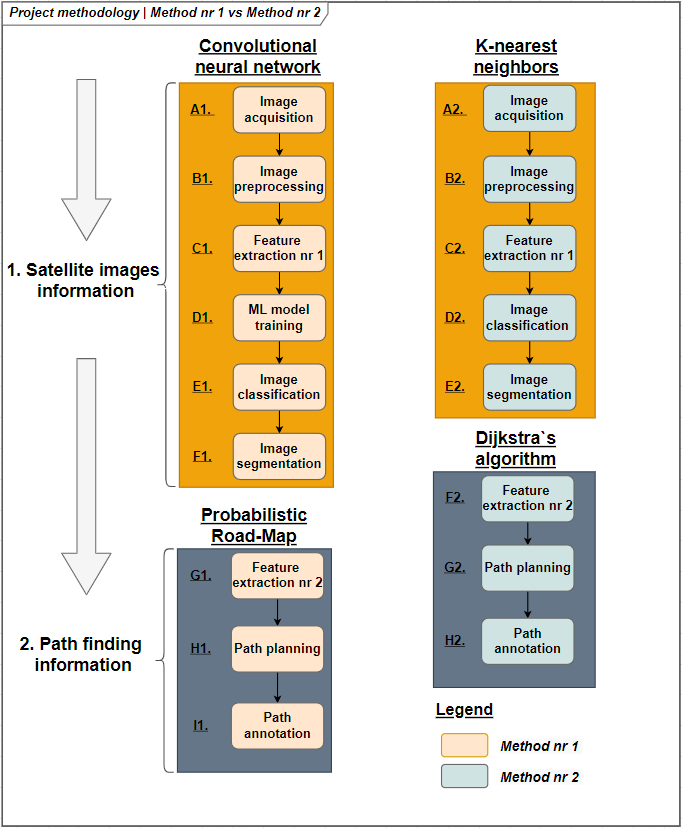 Project methodology | Method nr 1 vs Method nr 2
Convolutional
neural network
A1.
Image
acquisition
B1.
Image
preprocessing
C1.
Feature
extraction nr 1
1. Satellite images
information
D1.
ML model
training
E1.
Image
classification
F1.
Image
segmentation
Probabilistic
Road-Map
G1.
Feature
extraction nr 2
2. Path finding
information
H1.
Path planning
I1.
Path
annotation
K-nearest
neighbors
A2.
Image
acquisition
B2.
Image
preprocessing
C2.
Feature
extraction nr 1
D2.
Image
classification
E2.
Image
segmentation
Dijkstra`s
algorithm
F2.
Feature
extraction nr 2
G2.
Path planning
H2.
Path
annotation
Legend
Method nr 1
Method nr 2